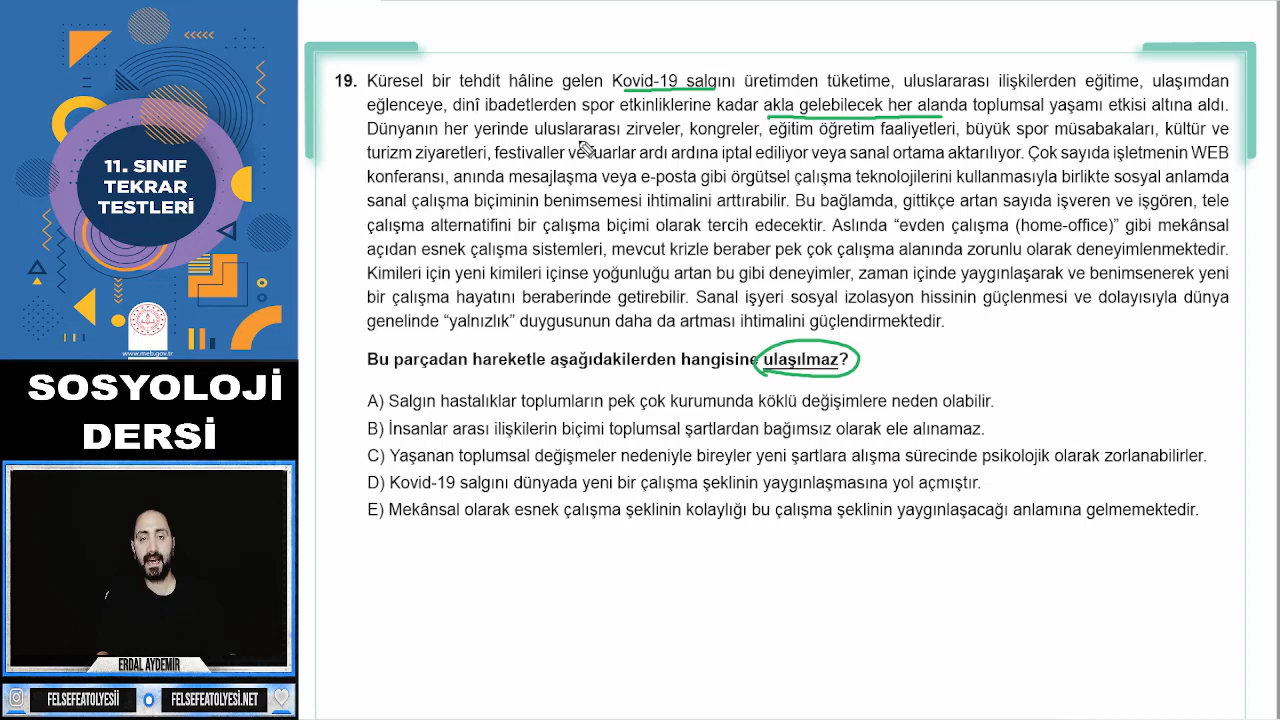 11. SINIF
TEKRAR
TESTLERİ
www.meb.gov.tr
SOSYOLOJİ
DERSİ
ERDAL AYDEMİR
FELSEFEATOLYESİİ
FELSEFEATOLYESİ.NET
19. Küresel bir tehdit hâline gelen Kovid-19 salgını üretimden tüketime, uluslararası ilişkilerden eğitime, ulaşımdan
eğlenceye, dinî ibadetlerden spor etkinliklerine kadar akla gelebilecek her alanda toplumsal yaşamı etkisi altına aldı.
Dünyanın her yerinde uluslararası zirveler, kongreler, eğitim öğretim faaliyetleri, büyük spor müsabakaları, kültür ve
turizm ziyaretleri, festivaller ve fuarlar ardı ardına iptal ediliyor veya sanal ortama aktarılıyor. Çok sayıda işletmenin WEB
konferansı, anında mesajlaşma veya e-posta gibi örgütsel çalışma teknolojilerini kullanmasıyla birlikte sosyal anlamda
sanal çalışma biçiminin benimsemesi ihtimalini arttırabilir. Bu bağlamda, gittikçe artan sayıda işveren ve işgören, tele
çalışma alternatifini bir çalışma biçimi olarak tercih edecektir. Aslında “evden çalışma (home-office)” gibi mekânsal
açıdan esnek çalışma sistemleri, mevcut krizle beraber pek çok çalışma alanında zorunlu olarak deneyimlenmektedir.
Kimileri için yeni kimileri içinse yoğunluğu artan bu gibi deneyimler, zaman içinde yaygınlaşarak ve benimsenerek yeni
bir çalışma hayatını beraberinde getirebilir. Sanal işyeri sosyal izolasyon hissinin güçlenmesi ve dolayısıyla dünya
genelinde “yalnızlık” duygusunun daha da artması ihtimalini güçlendirmektedir.
Bu parçadan hareketle aşağıdakilerden hangisine ulaşılmaz?
A) Salgın hastalıklar toplumların pek çok kurumunda köklü değişimlere neden olabilir.
B) İnsanlar arası ilişkilerin biçimi toplumsal şartlardan bağımsız olarak ele alınamaz.
C) Yaşanan toplumsal değişmeler nedeniyle bireyler yeni şartlara alışma sürecinde psikolojik olarak zorlanabilirler.
D) Kovid-19 salgını dünyada yeni bir çalışma şeklinin yaygınlaşmasına yol açmıştır.
E) Mekânsal olarak esnek çalışma şeklinin kolaylığı bu çalışma şeklinin yaygınlaşacağı anlamına gelmemektedir.